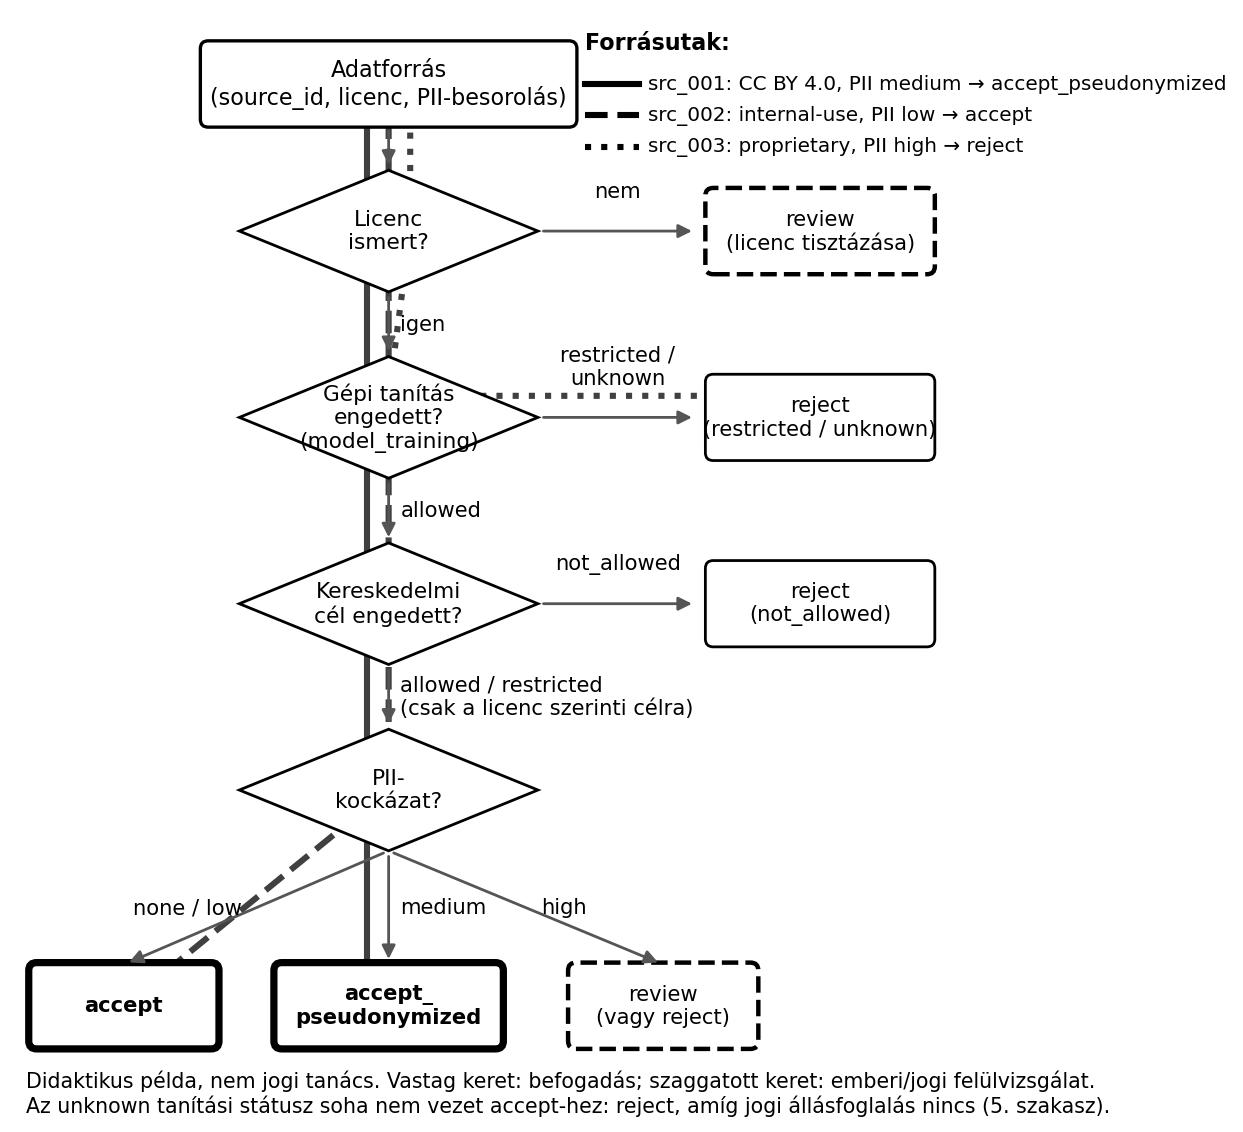 Adatforrás
(source_id, licenc, PII-besorolás)
Forrásutak:
src_001: CC BY 4.0, PII medium → accept_pseudonymized
src_002: internal-use, PII low → accept
src_003: proprietary, PII high → reject
Licenc
ismert?
nem
review
(licenc tisztázása)
igen
Gépi tanítás
engedett?
(model_training)
restricted /
unknown
reject
(restricted / unknown)
allowed
Kereskedelmi
cél engedett?
not_allowed
reject
(not_allowed)
allowed / restricted
(csak a licenc szerinti célra)
PII-
kockázat?
none / low
medium
high
accept
accept_
pseudonymized
review
(vagy reject)
Didaktikus példa, nem jogi tanács. Vastag keret: befogadás; szaggatott keret: emberi/jogi felülvizsgálat.
Az unknown tanítási státusz soha nem vezet accept-hez: reject, amíg jogi állásfoglalás nincs (5. szakasz).